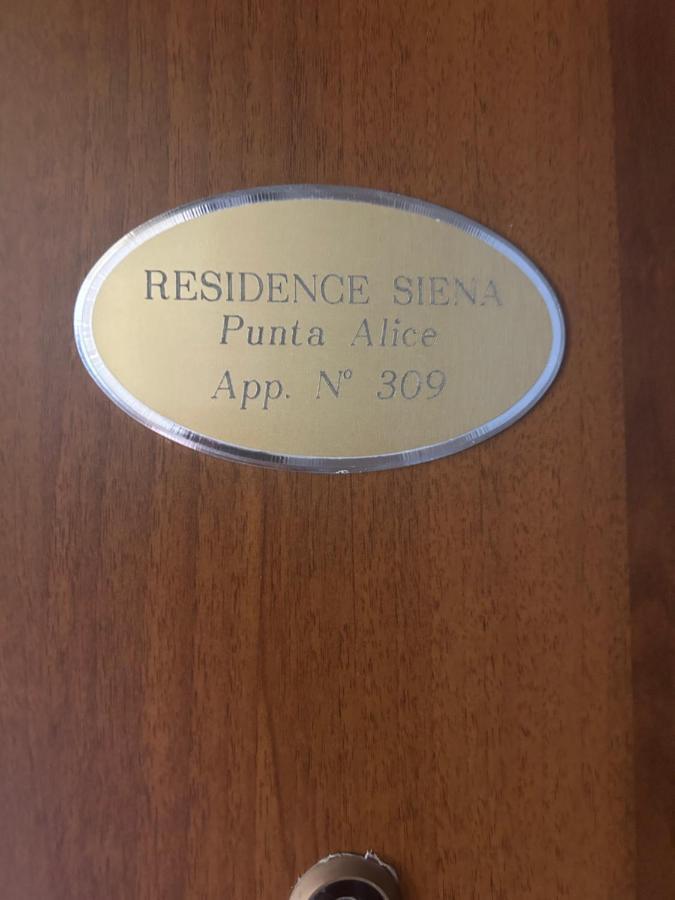 RESIDENCE SIENA
Punta Alice
App. N° 309